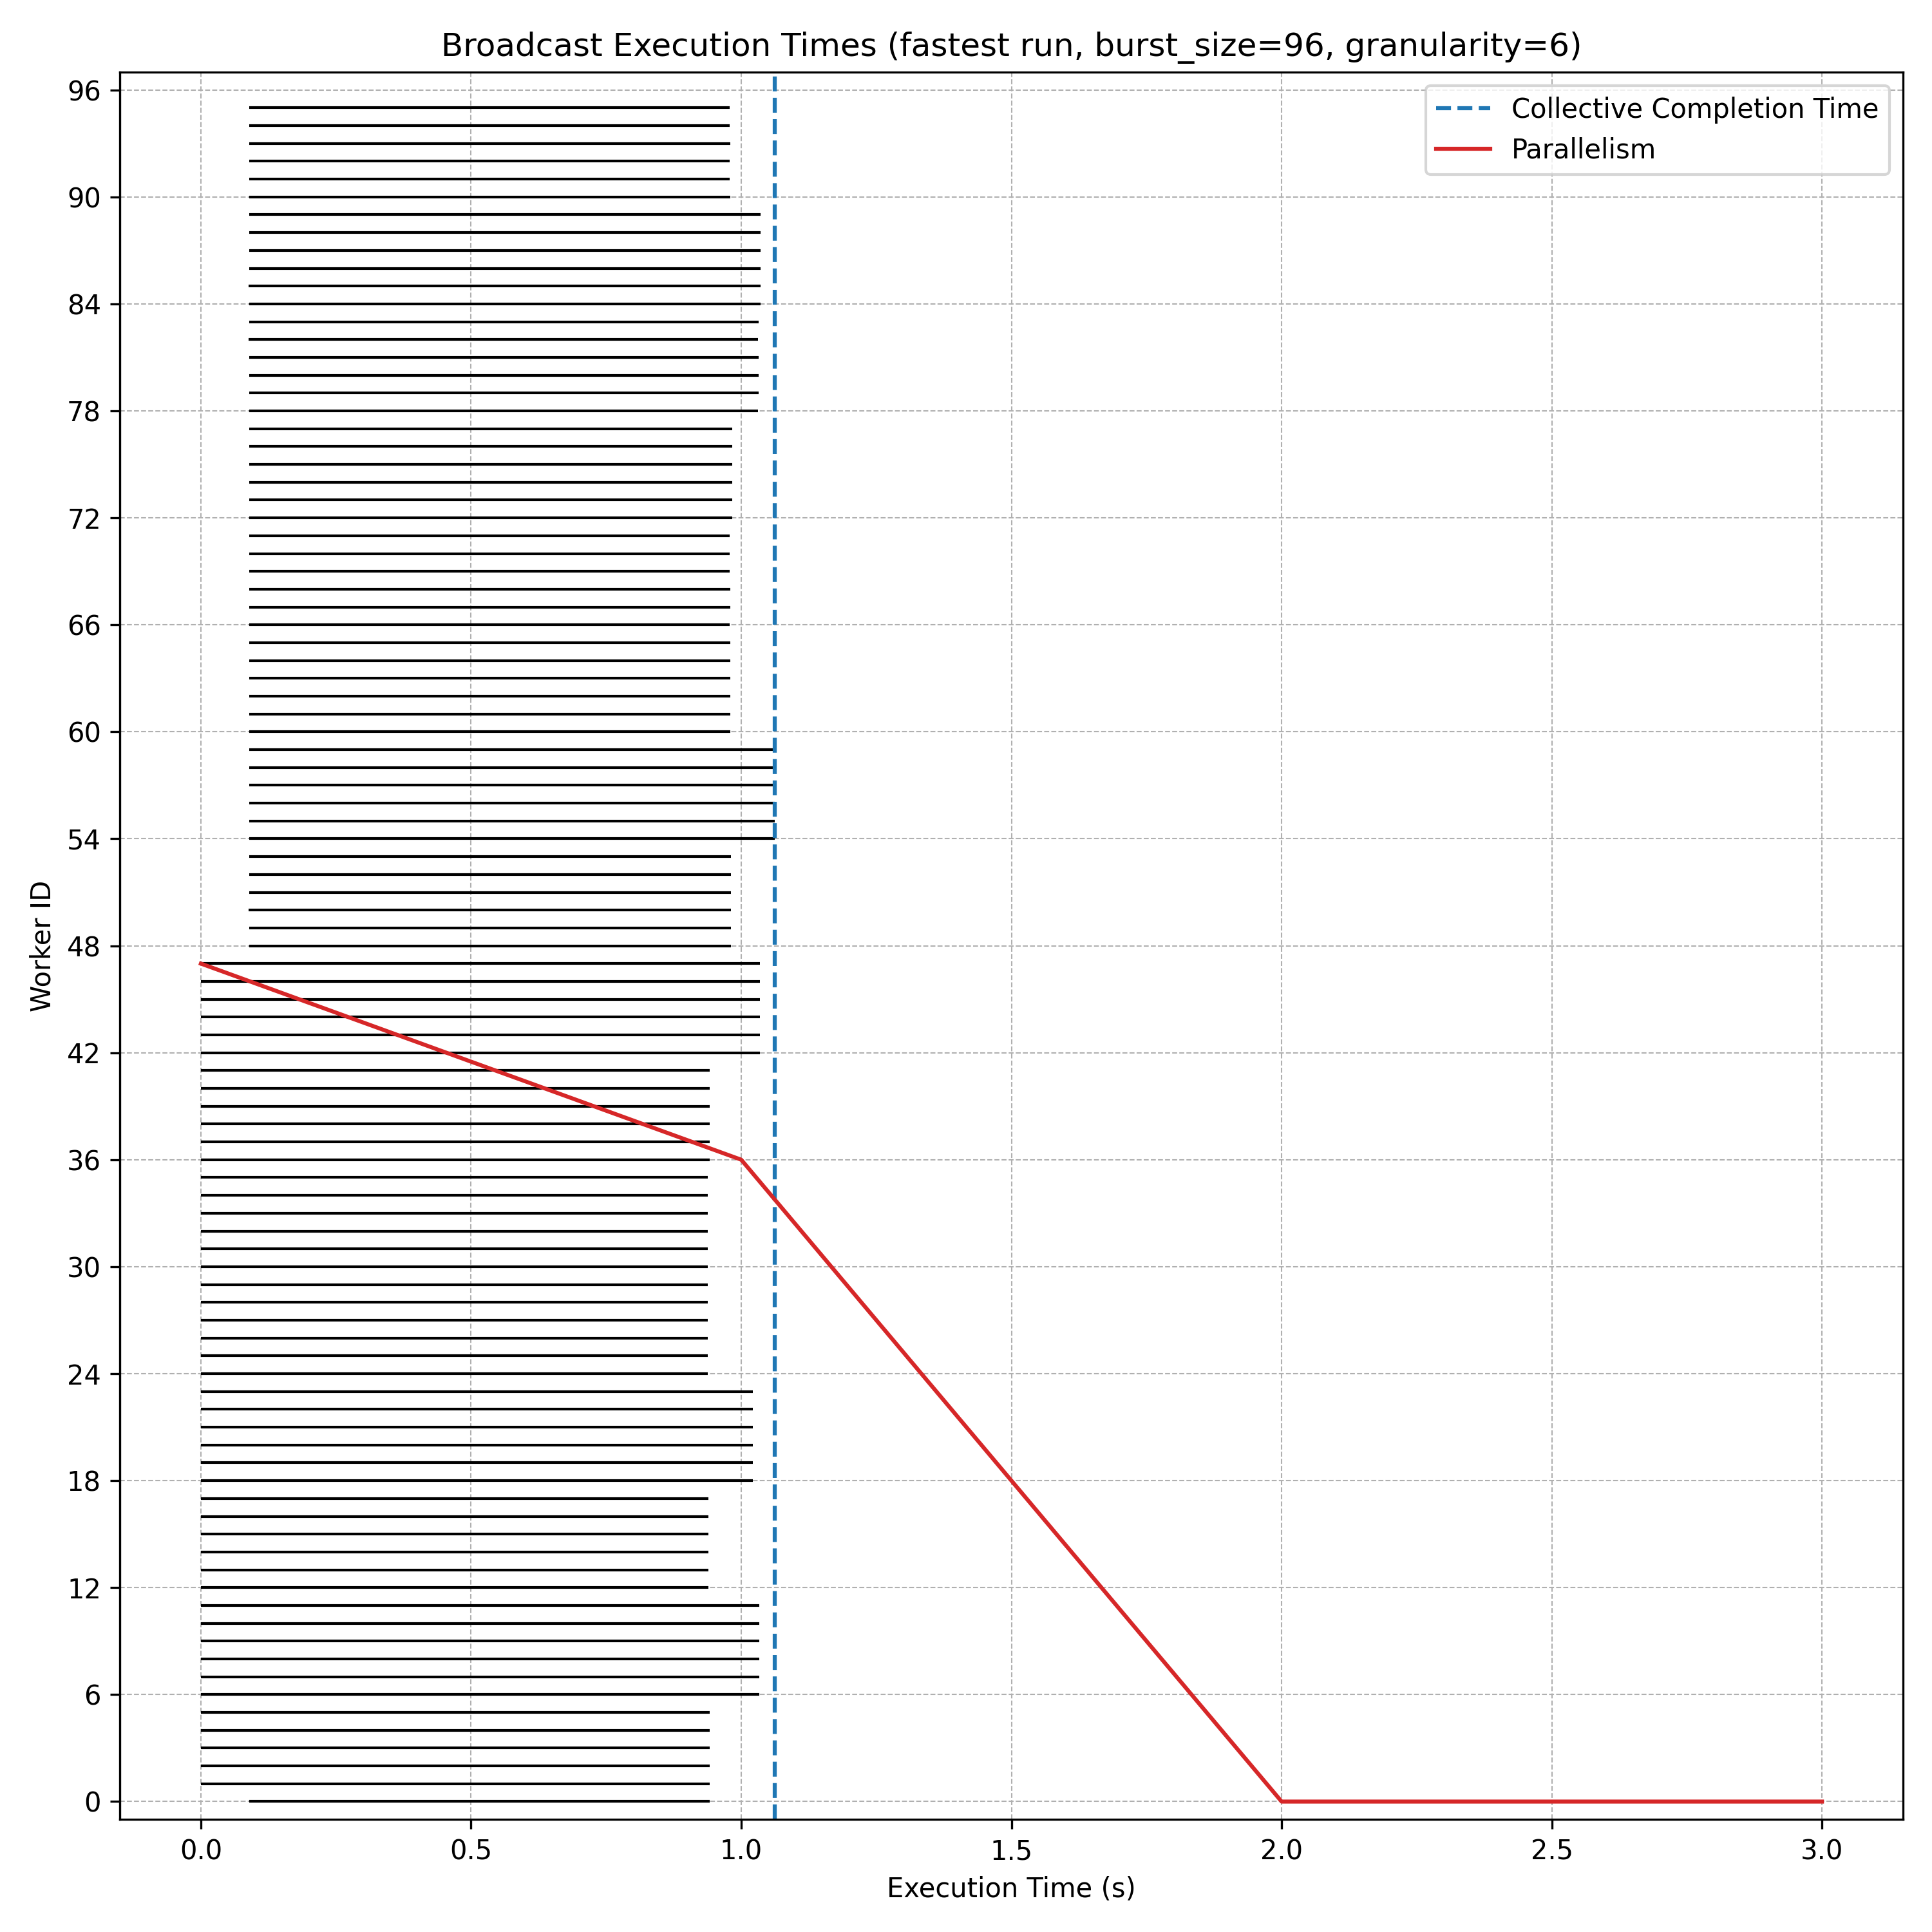 Broadcast Execution Times (fastest run, burst_size=96, granularity=6)
Collective Completion Time
Parallelism
96
90
84
78
72
66
60
54
48
42
36
30
24
18
12
6
0
Worker ID
0.0 0.5 1.0 1.5 2.0 2.5 3.0
Execution Time (s)